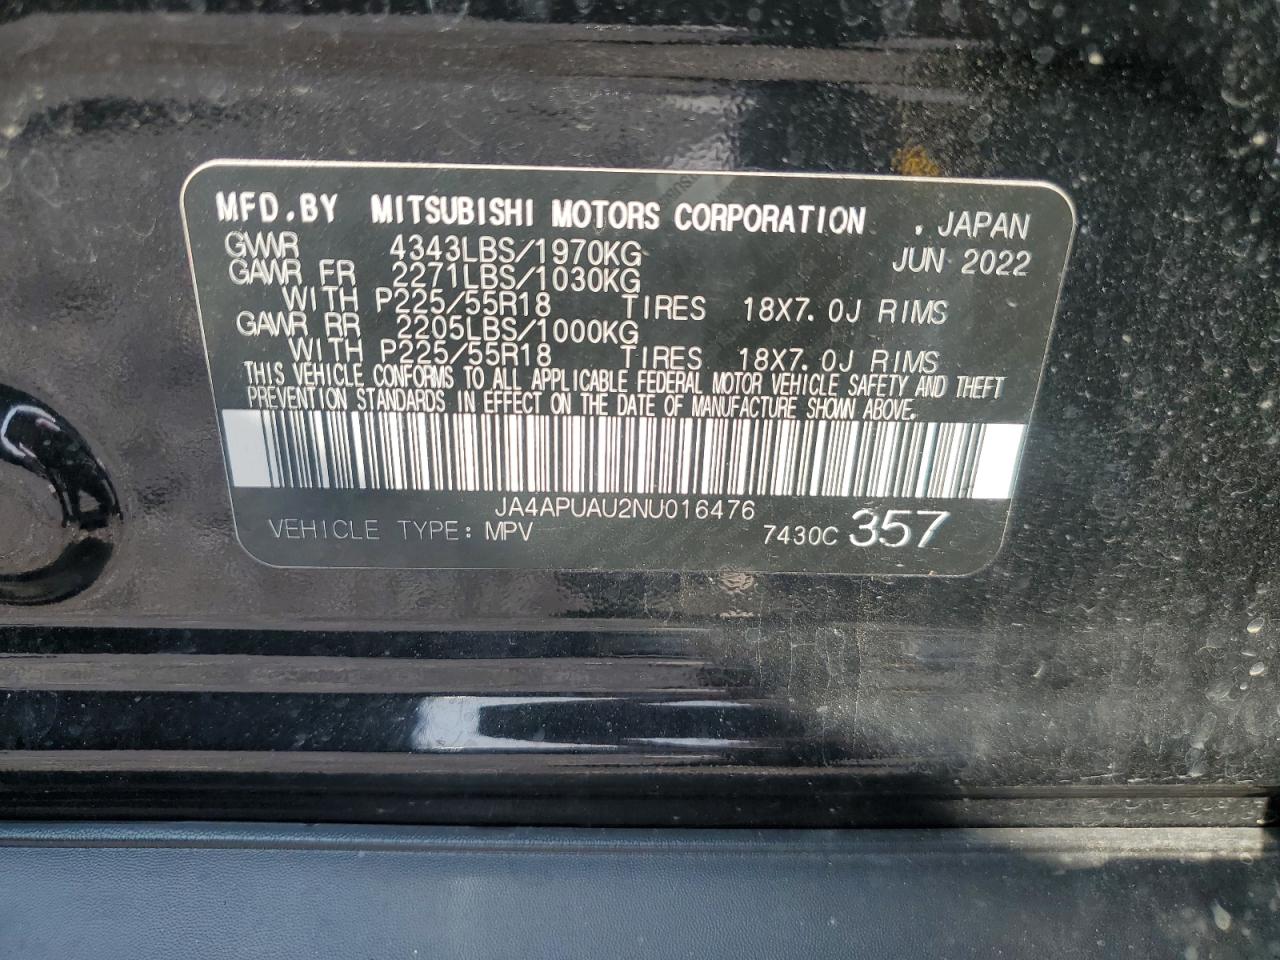 MFD.BY MITSUBISHI MOTORS CORPORATION . JAPAN
GVWR 4343LBS/1970KG JUN 2022
GAWR FR 2271LBS/1030KG
WITH P225/55R18 TIRES 18X7.0J RIMS
GAWR RR 2205LBS/1000KG
WITH P225/55R18 TIRES 18X7.0J RIMS
THIS VEHICLE CONFORMS TO ALL APPLICABLE FEDERAL MOTOR VEHICLE SAFETY AND THEFT
PREVENTION STANDARDS IN EFFECT ON THE DATE OF MANUFACTURE SHOWN ABOVE.
JA4APUAU2NU016476
VEHICLE TYPE: MPV 7430C 357